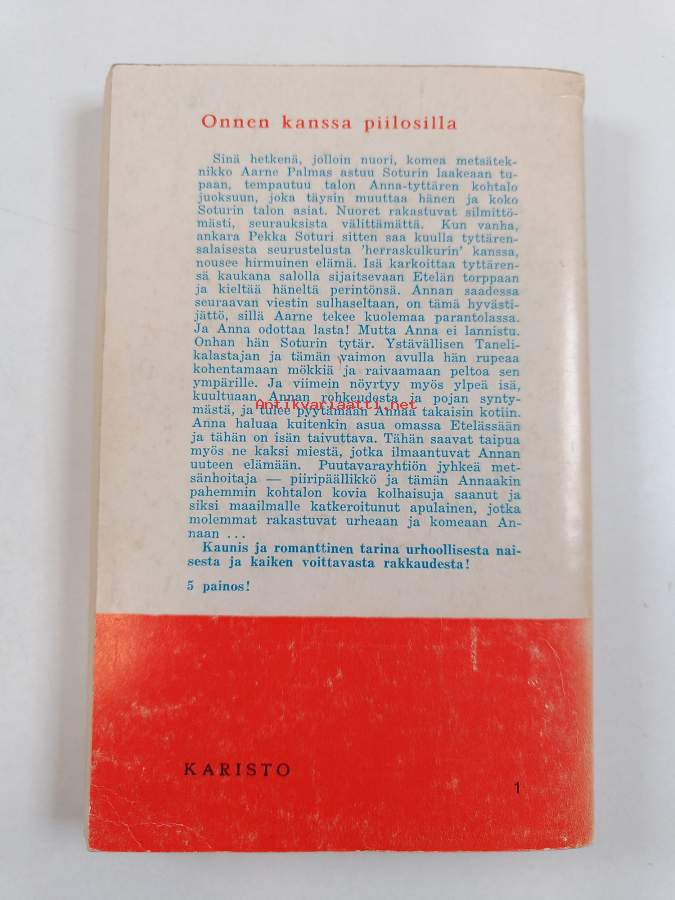 Onnen kanssa piilosilla
Sinä hetkenä, jolloin nuori, komea metsätek-
nikko Aarne Palmas astuu Soturin laakeaan tu-
paan, tempautuu talon Anna-tyttären kohtalo
juoksuun, joka täysin muuttaa hänen ja koko
Soturin talon asiat. Nuoret rakastuvat silmittö-
mästi, seurauksista välittämättä. Kun vanha,
ankara Pekka Soturi sitten saa kuulla tyttären-
salaisesta seurustelusta 'herraskulkurin' kanssa,
nousee hirmuinen elämä. Isä karkoittaa tyttären-
sä kaukana salolla sijaitsevaan Etelän torppaan
ja kieltää häneltä perintönsä. Annan saadessa
seuraavan viestin sulhaseltaan, on tämä hyvästi-
jättö, sillä Aarne tekee kuolemaa parantolassa.
Ja Anna odottaa lasta! Mutta Anna ei lannistu.
Onhan hän Soturin tytär. Ystävällisen Taneli-
kalastajan ja tämän vaimon avulla hän rupeaa
kohentamaan mökkiä ja raivaamaan peltoa sen
ympärille. Ja viimein nöyrtyy myös ylpeä isä,
kuultuaan Annan rohkeudesta ja pojan synty-
Antikvariaatti.net
mästä, ja tulee pyytämään Annaa takaisin kotiin.
Anna haluaa kuitenkin asua omassa Etelässään
ja tähän on isän taivuttava. Tähän saavat taipua
myös ne kaksi miestä, jotka ilmaantuvat Annan
uuteen elämään. Puutavarayhtiön jyhkeä met-
sänhoitaja — piiripäällikkö ja tämän Annaakin
pahemmin kohtalon kovia kolhaisuja saanut ja
siksi maailmalle katkeroitunut apulainen, jotka
molemmat rakastuvat urheaan ja komeaan An-
naan ...
Kaunis ja romanttinen tarina urhoollisesta nai-
sesta ja kaiken voittavasta rakkaudesta!
5 painos!
KARISTO
1